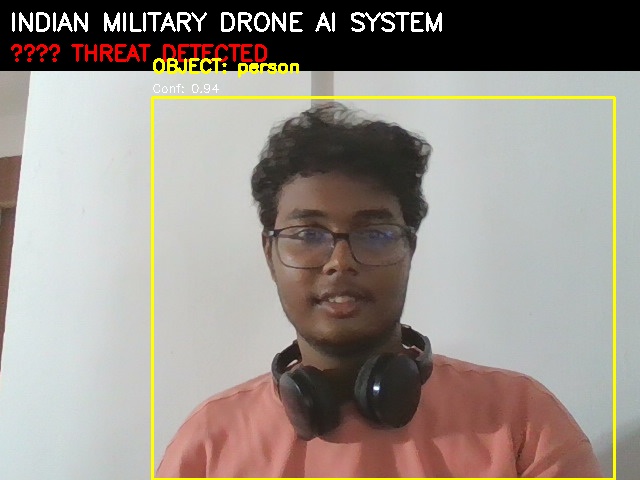 INDIAN MILITARY DRONE AI SYSTEM
???? THREAT DETECTED
OBJECT: person
Conf: 0.94